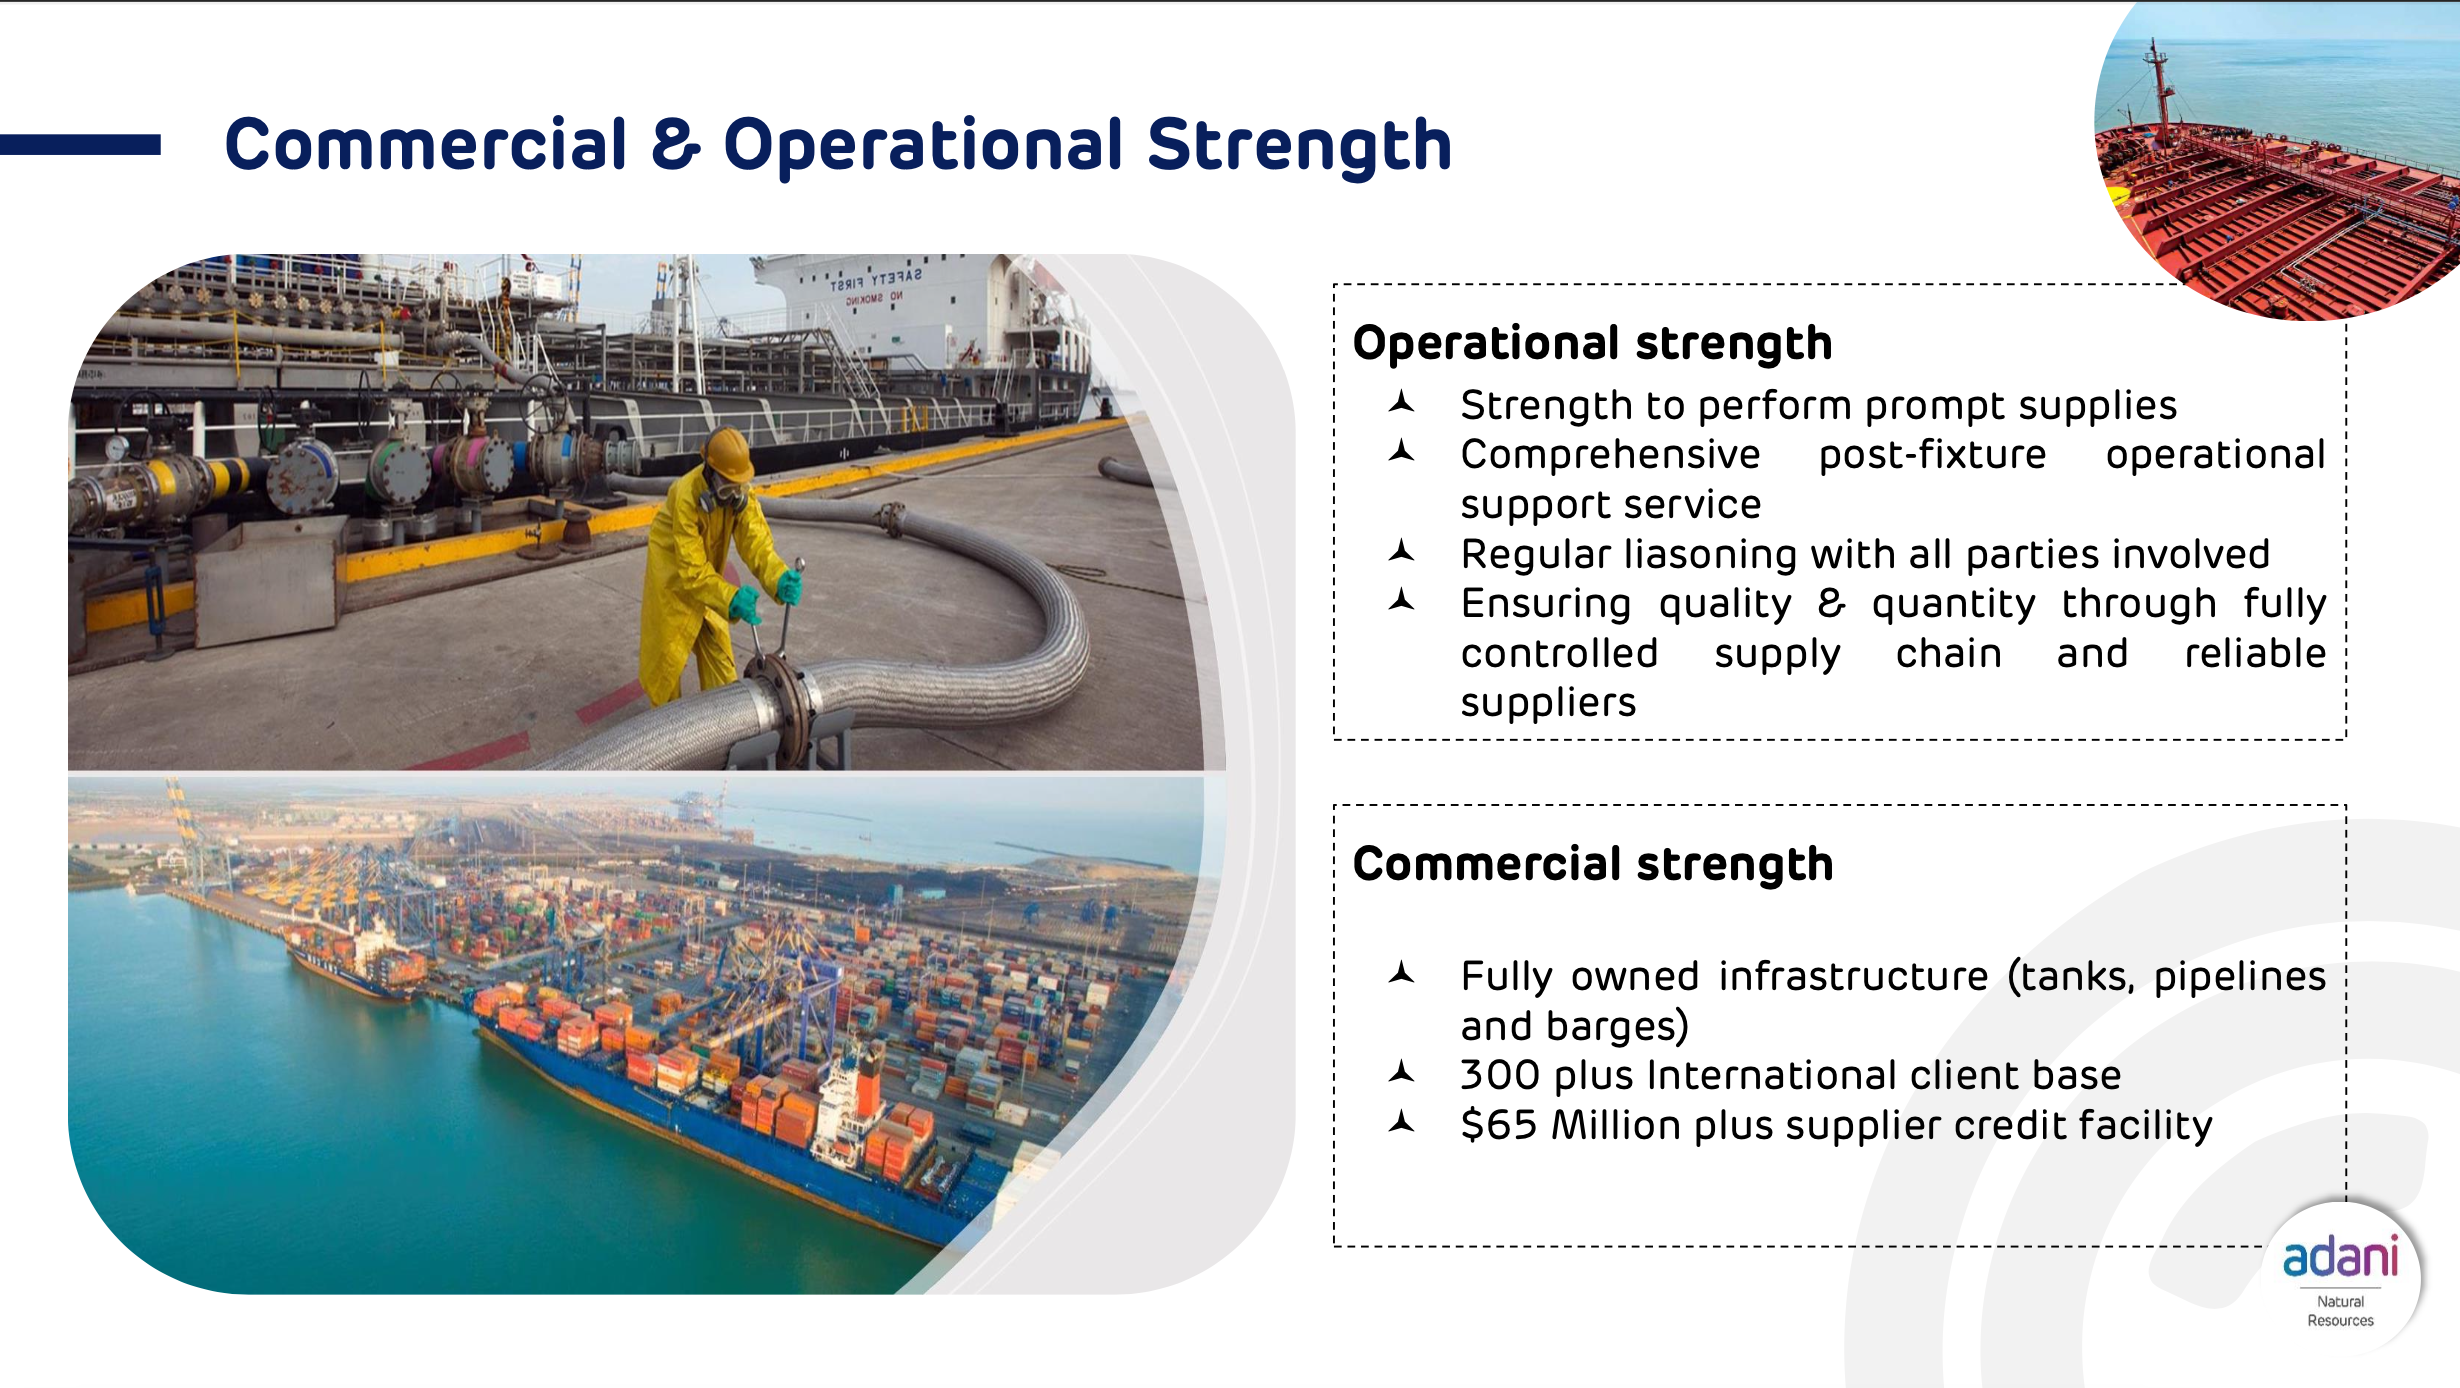 Commercial & Operational Strength
SAFETY FIRST
NO SMOKING
Operational strength
Strength to perform prompt supplies
Comprehensive post-fixture operational
support service
Regular liasoning with all parties involved
Ensuring quality & quantity through fully
controlled supply chain and reliable
suppliers
Commercial strength
Fully owned infrastructure (tanks, pipelines
and barges)
300 plus International client base
$65 Million plus supplier credit facility
adani
Natural
Resources